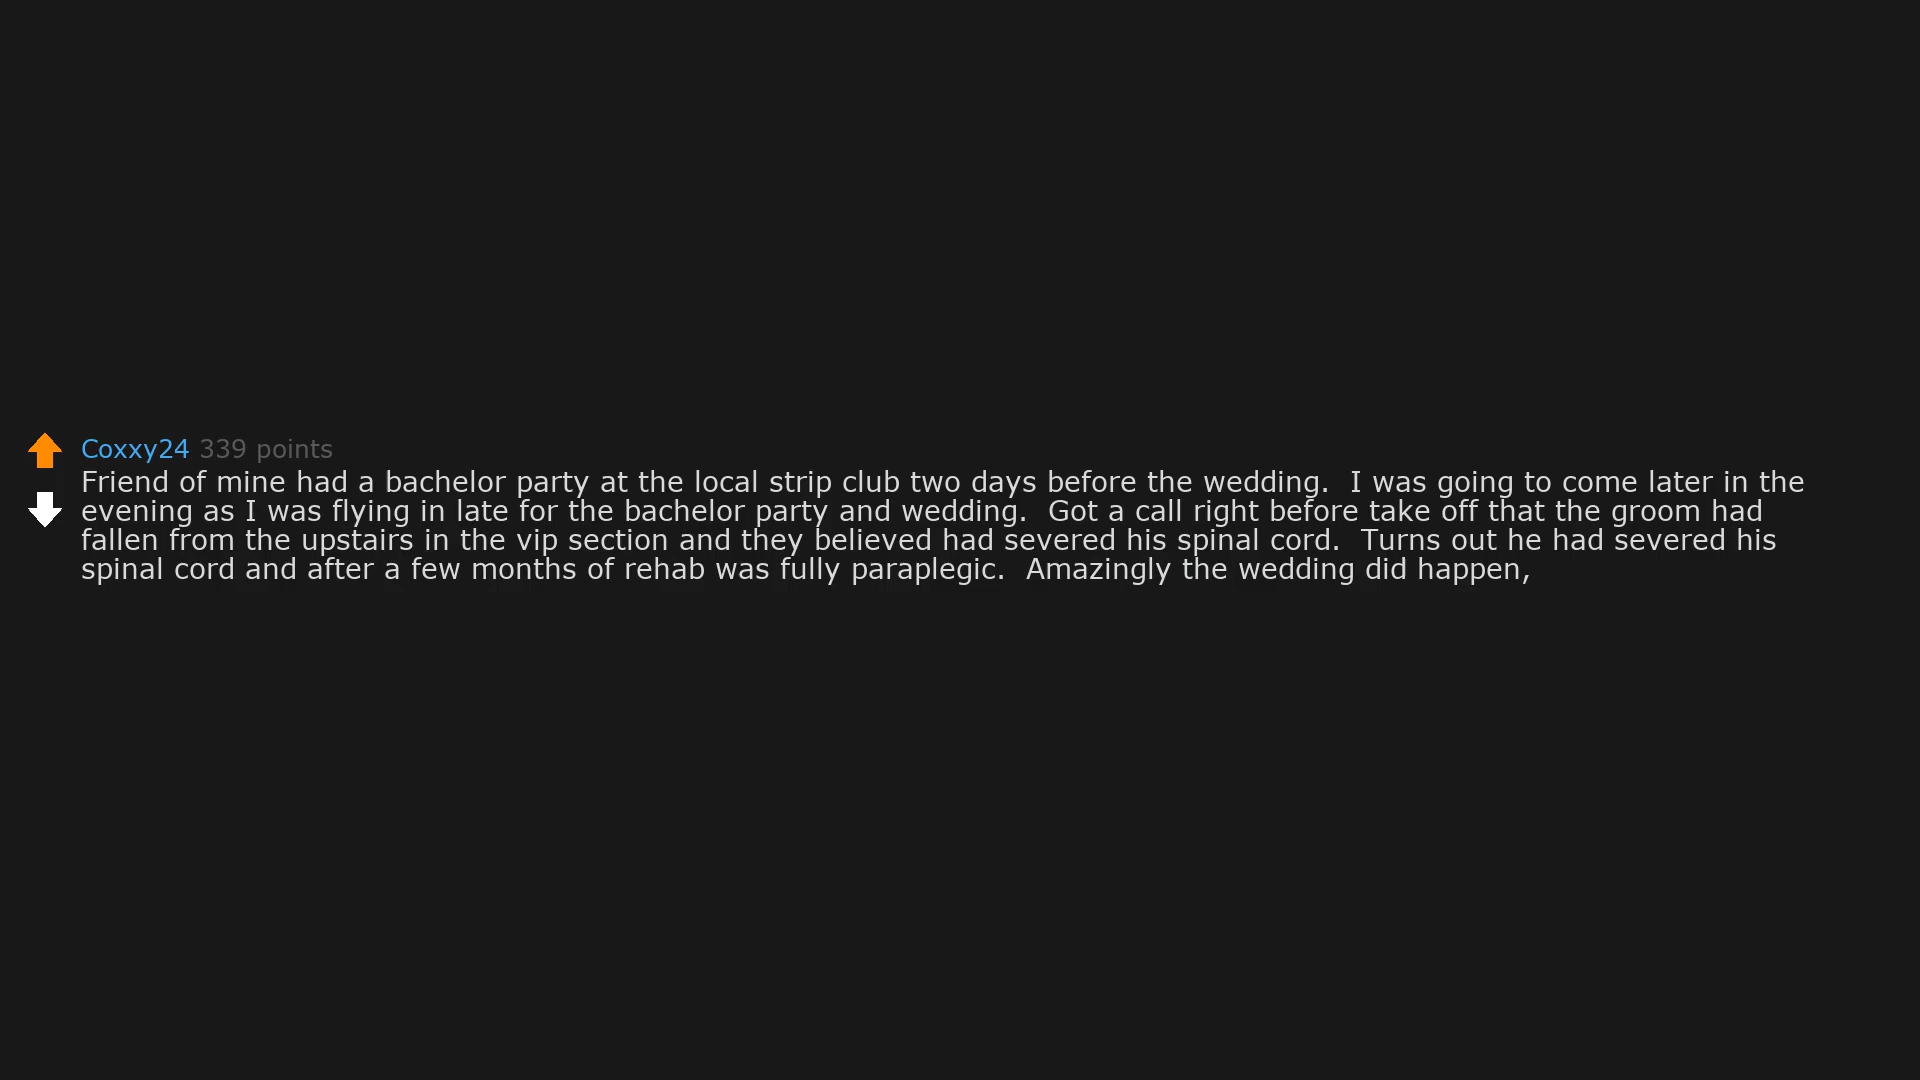 Coxxy24 339 points
Friend of mine had a bachelor party at the local strip club two days before the wedding.  I was going to come later in the
evening as I was flying in late for the bachelor party and wedding.  Got a call right before take off that the groom had
fallen from the upstairs in the vip section and they believed had severed his spinal cord.  Turns out he had severed his
spinal cord and after a few months of rehab was fully paraplegic.  Amazingly the wedding did happen,